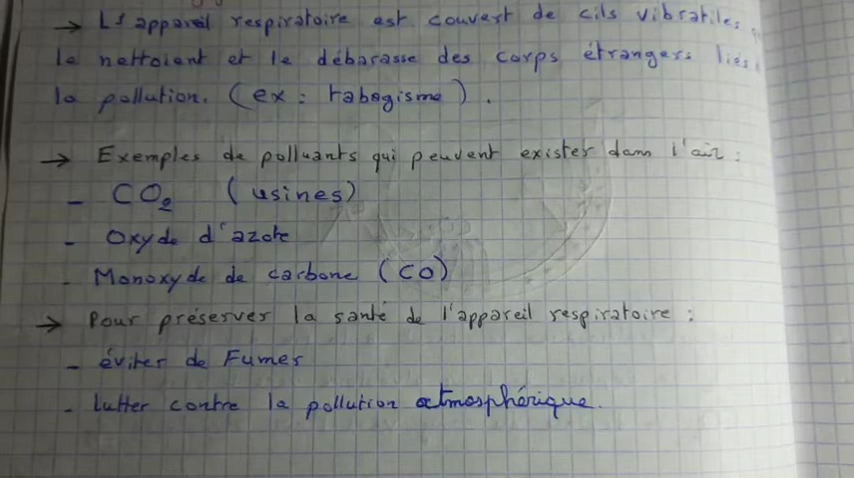 → L'appareil respiratoire est couvert de cils vibratiles
le nettoient et le débarasse des corps étrangers liés
la pollution. (ex : tabagisme).
→ Exemples de polluants qui peuvent exister dans l'air :
- CO₂ (usines)
- Oxyde d'azote
- Monoxyde de carbone (CO)
→ Pour préserver la santé de l'appareil respiratoire :
- éviter de Fumer
- lutter contre la pollution atmosphérique.